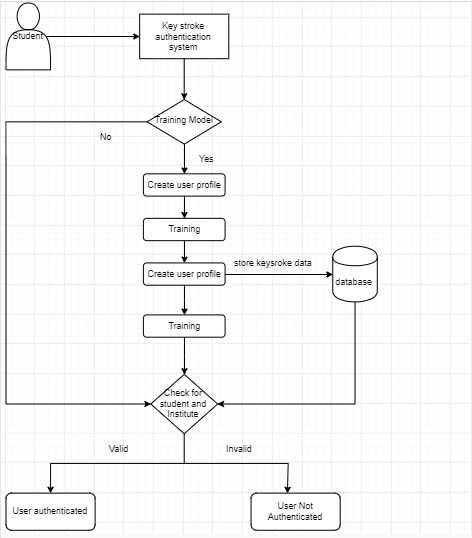 Key stroke
authentication
system
Student
Training Model
No
Yes
Create user profile
Training
Create user profile
store keysroke data
database
Training
Check for
student and
Institute
Valid
Invalid
User authenticated
User Not
Authenticated